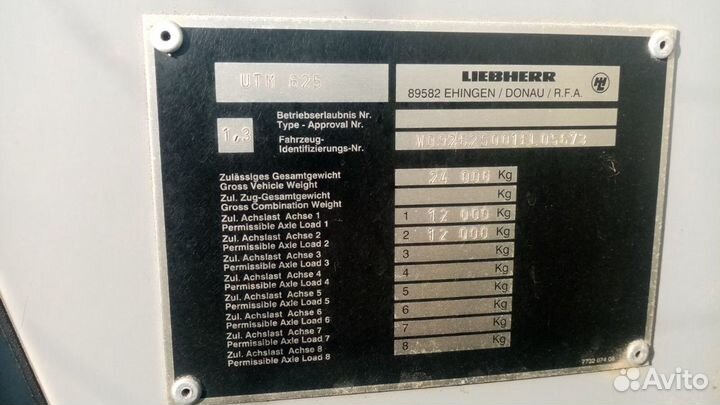 UTM 625
LIEBHERR
89582 EHINGEN / DONAU / R.F.A.
Betriebserlaubnis Nr.
Type - Approval Nr.
1,3
Fahrzeug-
Identifizierungs-Nr.
Zulässiges Gesamtgewicht
Gross Vehicle Weight
24 000 Kg
Zul. Zug-Gesamtgewicht
Gross Combination Weight
Kg
Zul. Achslast Achse 1
Permissible Axle Load 1
1 12 000 Kg
Zul. Achslast Achse 2
Permissible Axle Load 2
2 12 000 Kg
Zul. Achslast Achse 3
Permissible Axle Load 3
3 Kg
Zul. Achslast Achse 4
Permissible Axle Load 4
4 Kg
Zul. Achslast Achse 5
Permissible Axle Load 5
5 Kg
Zul. Achslast Achse 6
Permissible Axle Load 6
6 Kg
Zul. Achslast Achse 7
Permissible Axle Load 7
7 Kg
Zul. Achslast Achse 8
Permissible Axle Load 8
8 Kg
Avito